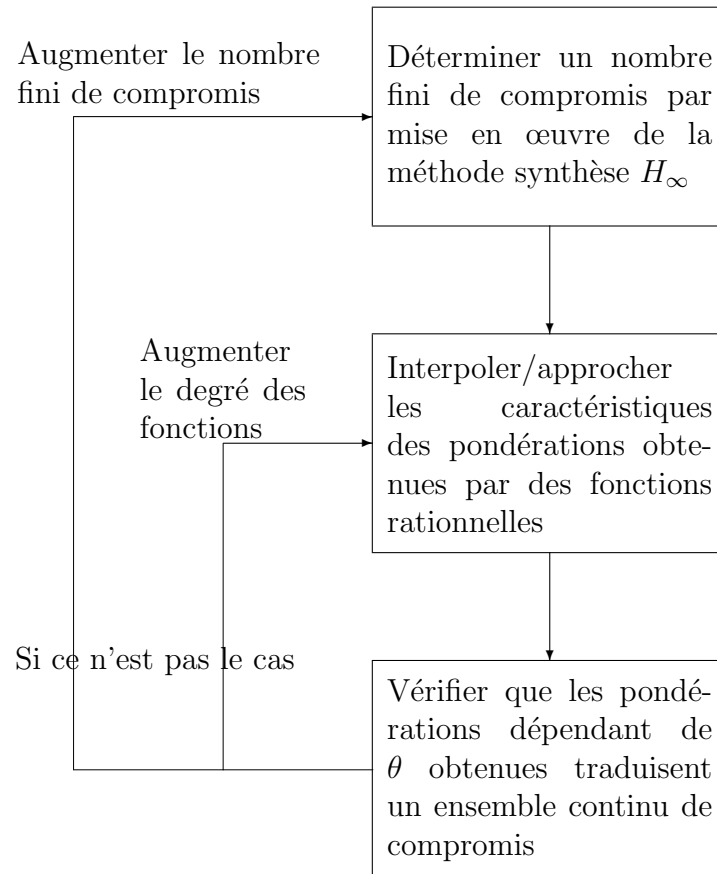 Augmenter le nombre
fini de compromis
Déterminer un nombre
fini de compromis par
mise en œuvre de la
méthode synthèse $H_\infty$
Augmenter
le degré des
fonctions
Interpoler/approcher
les caractéristiques
des pondérations obte-
nues par des fonctions
rationnelles
Si ce n'est pas le cas
Vérifier que les pondé-
rations dépendant de
θ obtenues traduisent
un ensemble continu de
compromis